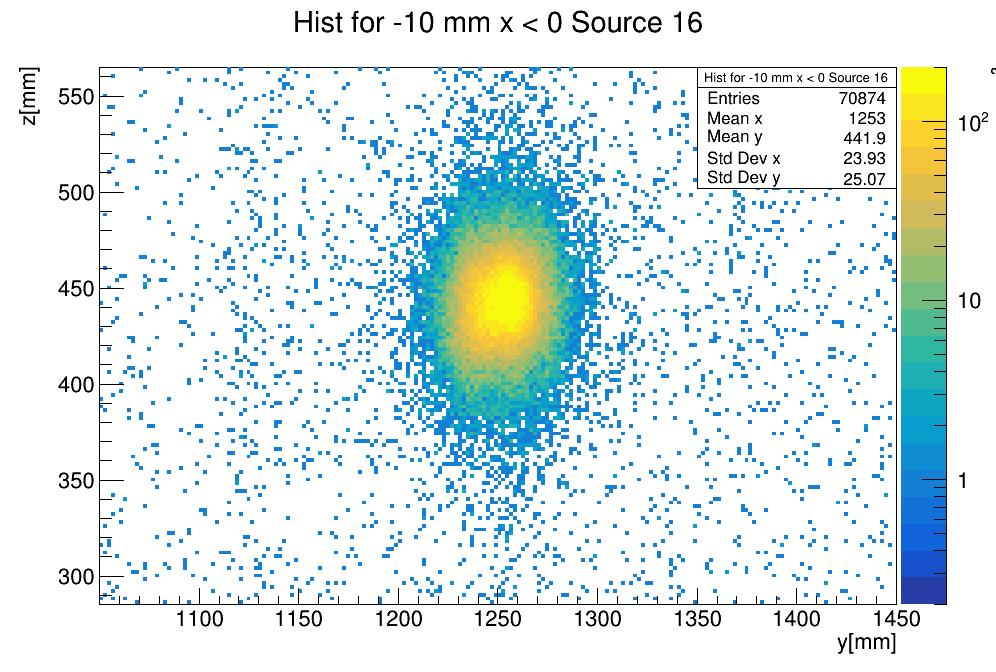 Hist for -10 mm x < 0 Source 16
z[mm]
550
500
450
400
350
300
Hist for -10 mm x < 0 Source 16
Entries 70874
Mean x 1253
Mean y 441.9
Std Dev x 23.93
Std Dev y 25.07
10²
10
1
1100 1150 1200 1250 1300 1350 1400 1450
y[mm]